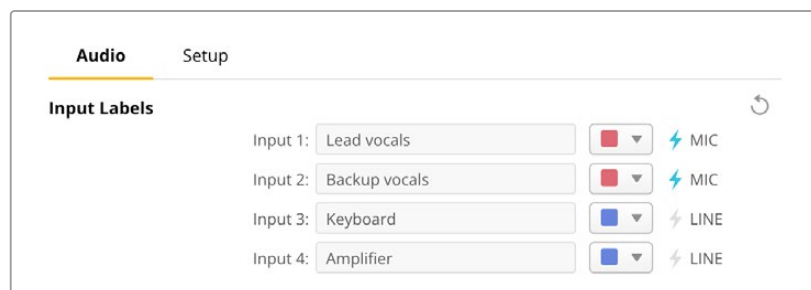 Audio Setup
Input Labels
Input 1: Lead vocals MIC
Input 2: Backup vocals MIC
Input 3: Keyboard LINE
Input 4: Amplifier LINE